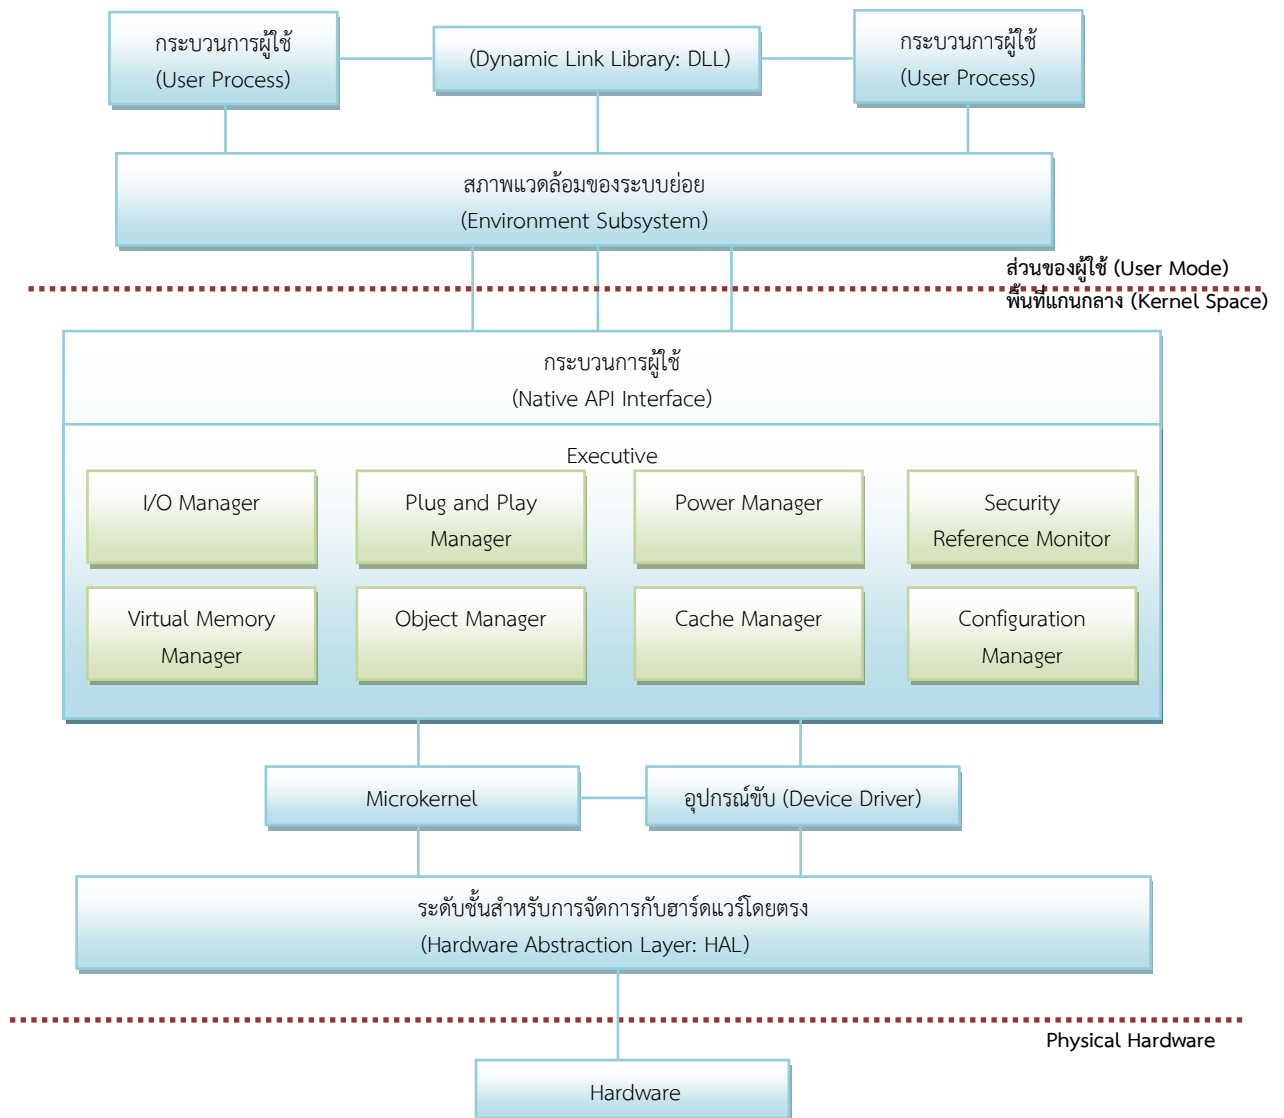 กระบวนการผู้ใช้
(User Process)
(Dynamic Link Library: DLL)
กระบวนการผู้ใช้
(User Process)
สภาพแวดล้อมของระบบย่อย
(Environment Subsystem)
ส่วนของผู้ใช้ (User Mode)
พื้นที่แกนกลาง (Kernel Space)
กระบวนการผู้ใช้
(Native API Interface)
Executive
I/O Manager
Plug and Play
Manager
Power Manager
Security
Reference Monitor
Virtual Memory
Manager
Object Manager
Cache Manager
Configuration
Manager
Microkernel
อุปกรณ์ขับ (Device Driver)
ระดับชั้นสำหรับการจัดการกับฮาร์ดแวร์โดยตรง
(Hardware Abstraction Layer: HAL)
Physical Hardware
Hardware